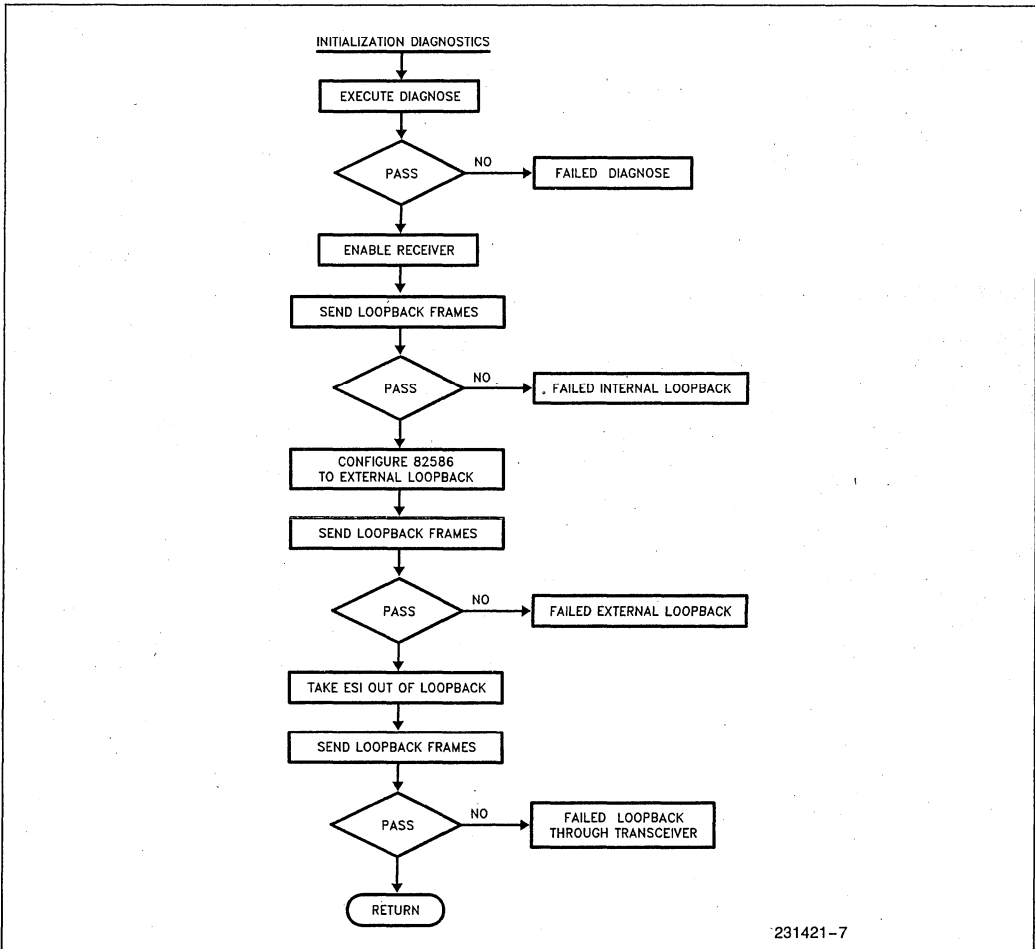 INITIALIZATION DIAGNOSTICS
EXECUTE DIAGNOSE
PASS
NO
FAILED DIAGNOSE
ENABLE RECEIVER
SEND LOOPBACK FRAMES
PASS
NO
FAILED INTERNAL LOOPBACK
CONFIGURE 82586
TO EXTERNAL LOOPBACK
SEND LOOPBACK FRAMES
PASS
NO
FAILED EXTERNAL LOOPBACK
TAKE ESI OUT OF LOOPBACK
SEND LOOPBACK FRAMES
PASS
NO
FAILED LOOPBACK
THROUGH TRANSCEIVER
RETURN
231421-7